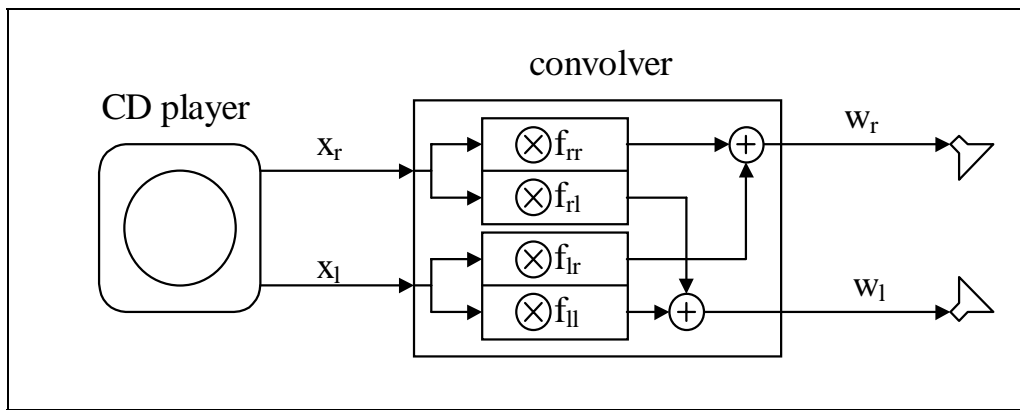 convolver
CD player
x_r
⊗f_rr
⊕
w_r
⊗f_rl
x_l
⊗f_lr
⊗f_ll
⊕
w_l